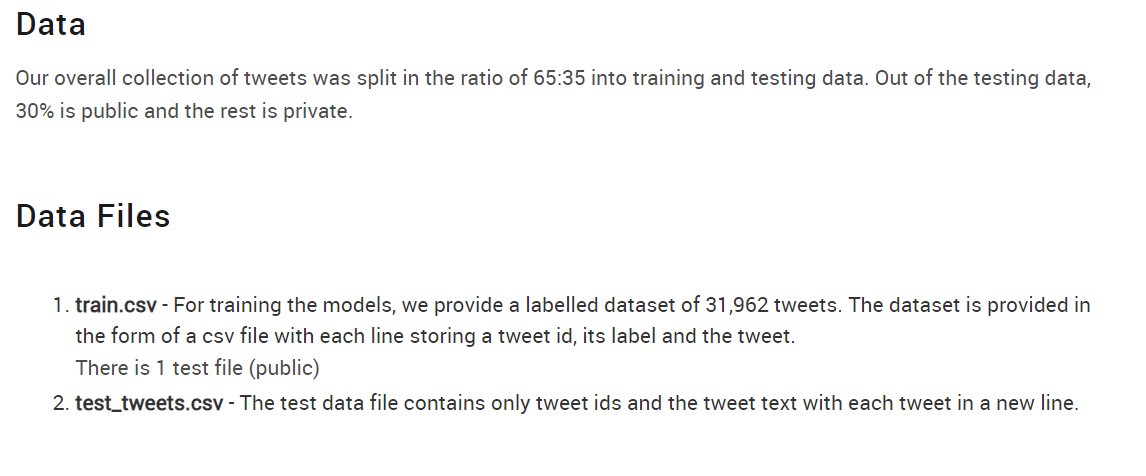 Data
Our overall collection of tweets was split in the ratio of 65:35 into training and testing data. Out of the testing data,
30% is public and the rest is private.
Data Files
1. train.csv - For training the models, we provide a labelled dataset of 31,962 tweets. The dataset is provided in
the form of a csv file with each line storing a tweet id, its label and the tweet.
There is 1 test file (public)
2. test_tweets.csv - The test data file contains only tweet ids and the tweet text with each tweet in a new line.